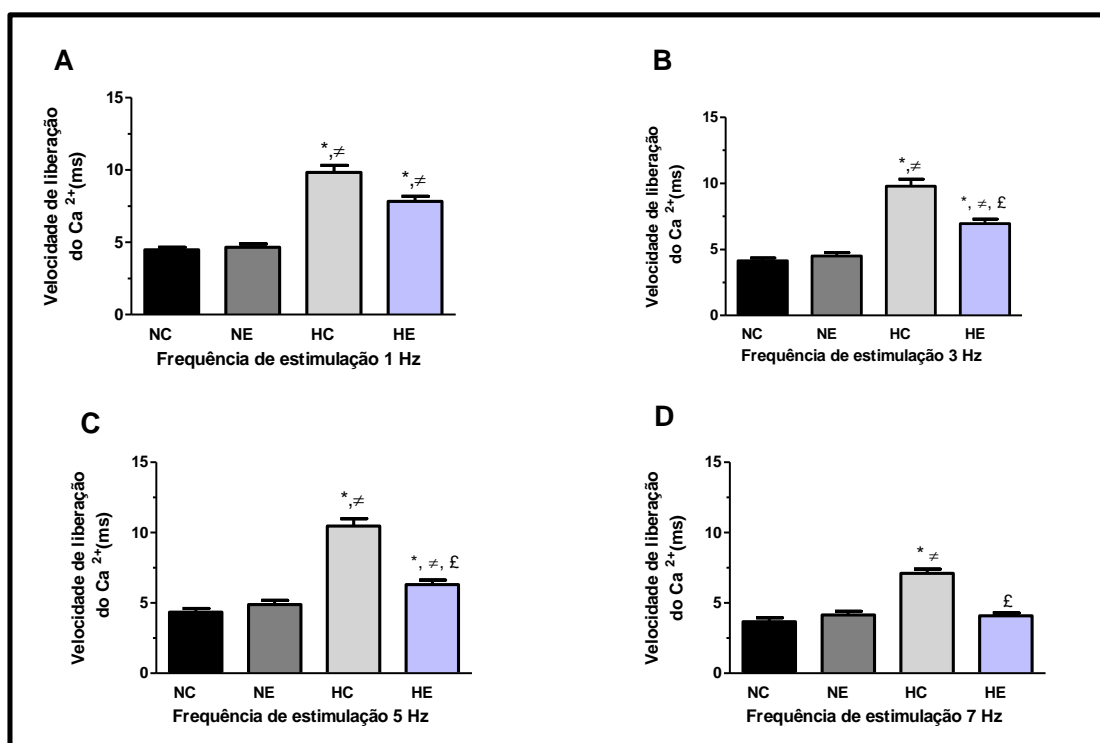 A
Velocidade de liberação
do Ca 2+(ms)
15
10
5
0
*,≠
*,≠
NC NE HC HE
Frequência de estimulação 1 Hz
B
Velocidade de liberação
do Ca 2+(ms)
15
10
5
0
*,≠
*, ≠, £
NC NE HC HE
Frequência de estimulação 3 Hz
C
Velocidade de liberação
do Ca 2+(ms)
15
10
5
0
*,≠
*, ≠, £
NC NE HC HE
Frequência de estimulação 5 Hz
D
Velocidade de liberação
do Ca 2+(ms)
15
10
5
0
* ≠
£
NC NE HC HE
Frequência de estimulação 7 Hz